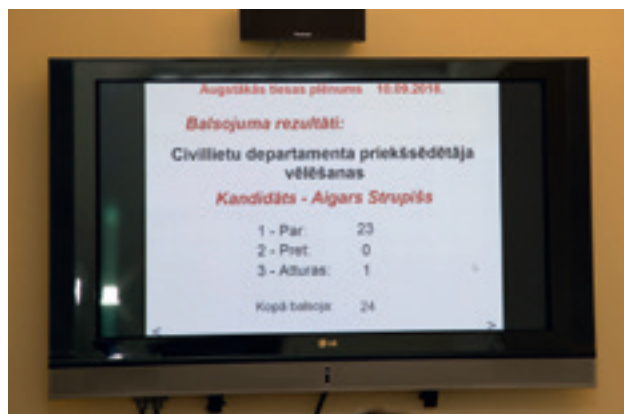 Augstākās tiesas plēnums 10.09.2018.
Balsojuma rezultāti:
Civillietu departamenta priekšsēdētāja
vēlēšanas
Kandidāts - Aigars Strupišs
1 - Par: 23
2 - Pret: 0
3 - Atturas: 1
Kopā balsoja: 24
< >
LG